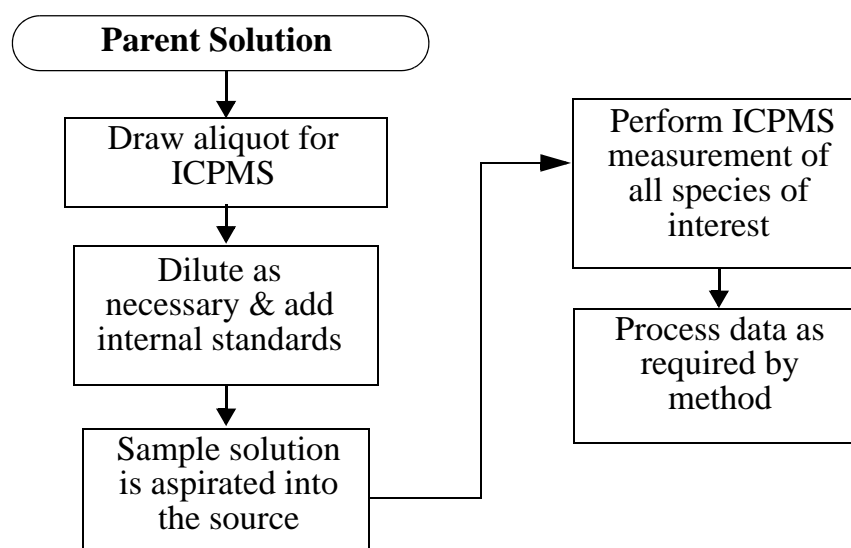 Parent Solution
Draw aliquot for
ICPMS
Dilute as
necessary & add
internal standards
Sample solution
is aspirated into
the source
Perform ICPMS
measurement of
all species of
interest
Process data as
required by
method